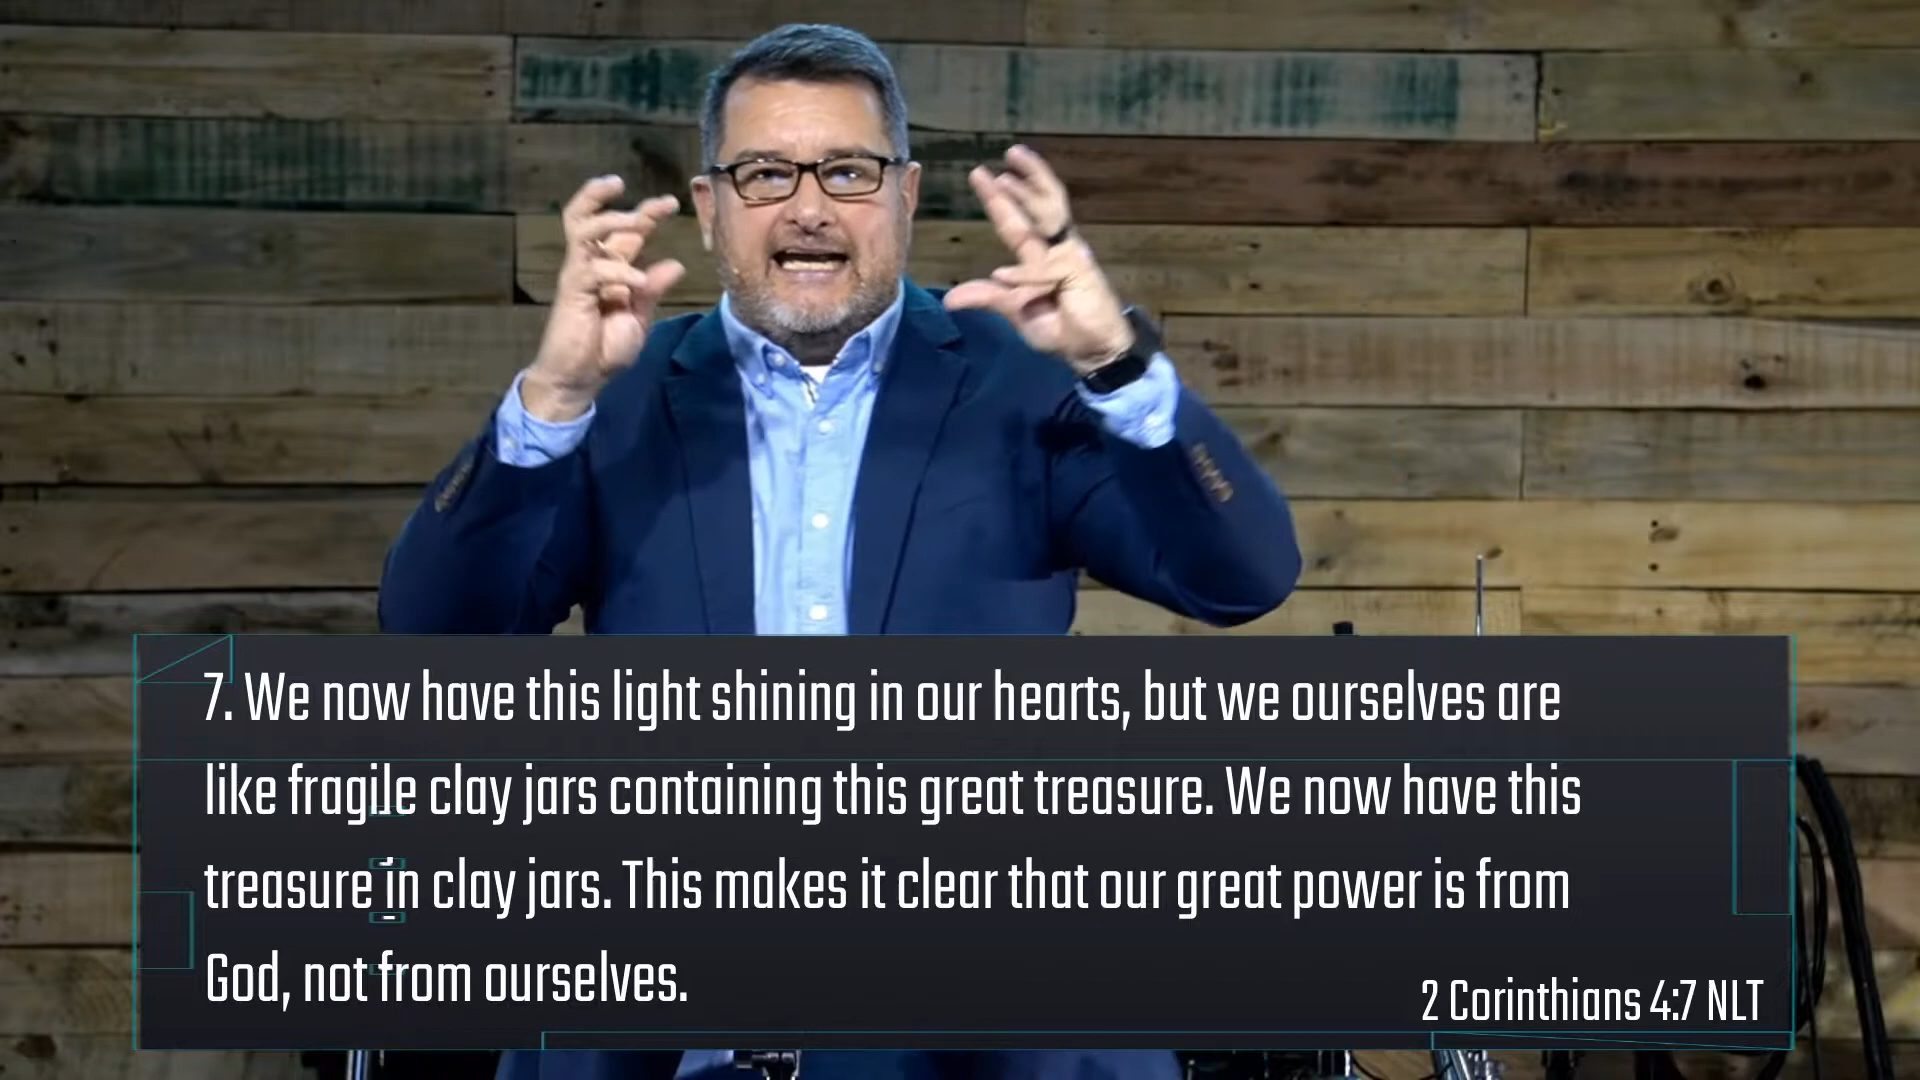 7. We now have this light shining in our hearts, but we ourselves are
like fragile clay jars containing this great treasure. We now have this
treasure in clay jars. This makes it clear that our great power is from
God, not from ourselves.
2 Corinthians 4:7 NLT